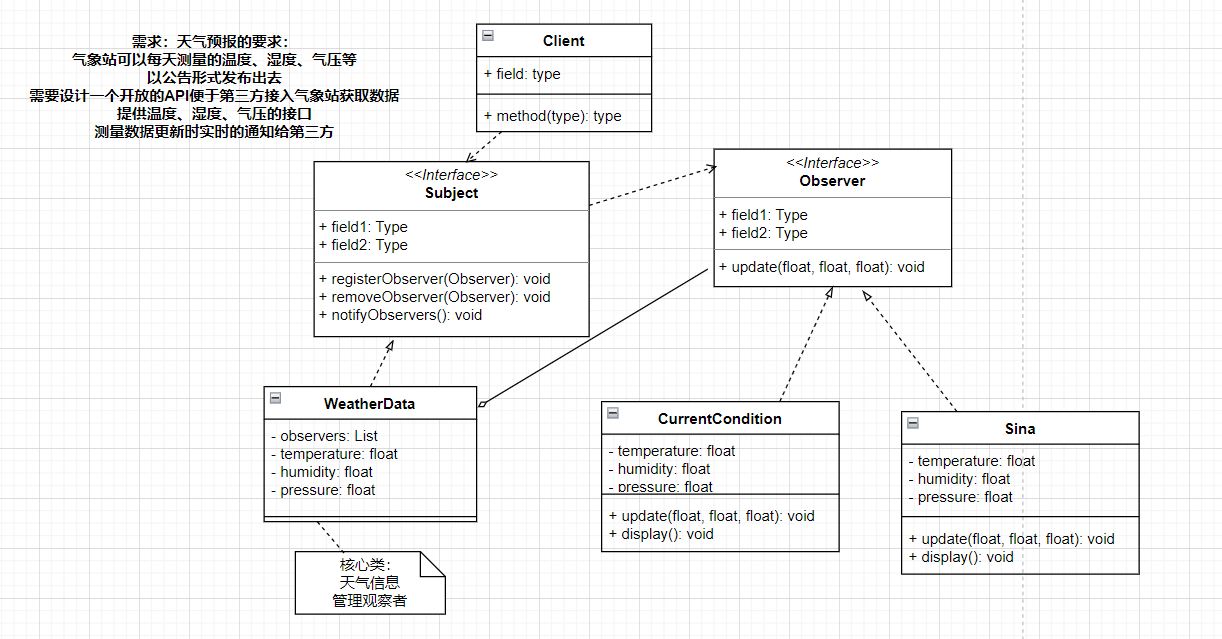 需求：天气预报的要求：
气象站可以每天测量的温度、湿度、气压等
以公告形式发布出去
需要设计一个开放的API便于第三方接入气象站获取数据
提供温度、湿度、气压的接口
测量数据更新时实时的通知给第三方
Client
+ field: type
+ method(type): type
<<Interface>>
Subject
+ field1: Type
+ field2: Type
+ registerObserver(Observer): void
+ removeObserver(Observer): void
+ notifyObservers(): void
<<Interface>>
Observer
+ field1: Type
+ field2: Type
+ update(float, float, float): void
WeatherData
- observers: List
- temperature: float
- humidity: float
- pressure: float
核心类：
天气信息
管理观察者
CurrentCondition
- temperature: float
- humidity: float
- pressure: float
+ update(float, float, float): void
+ display(): void
Sina
- temperature: float
- humidity: float
- pressure: float
+ update(float, float, float): void
+ display(): void